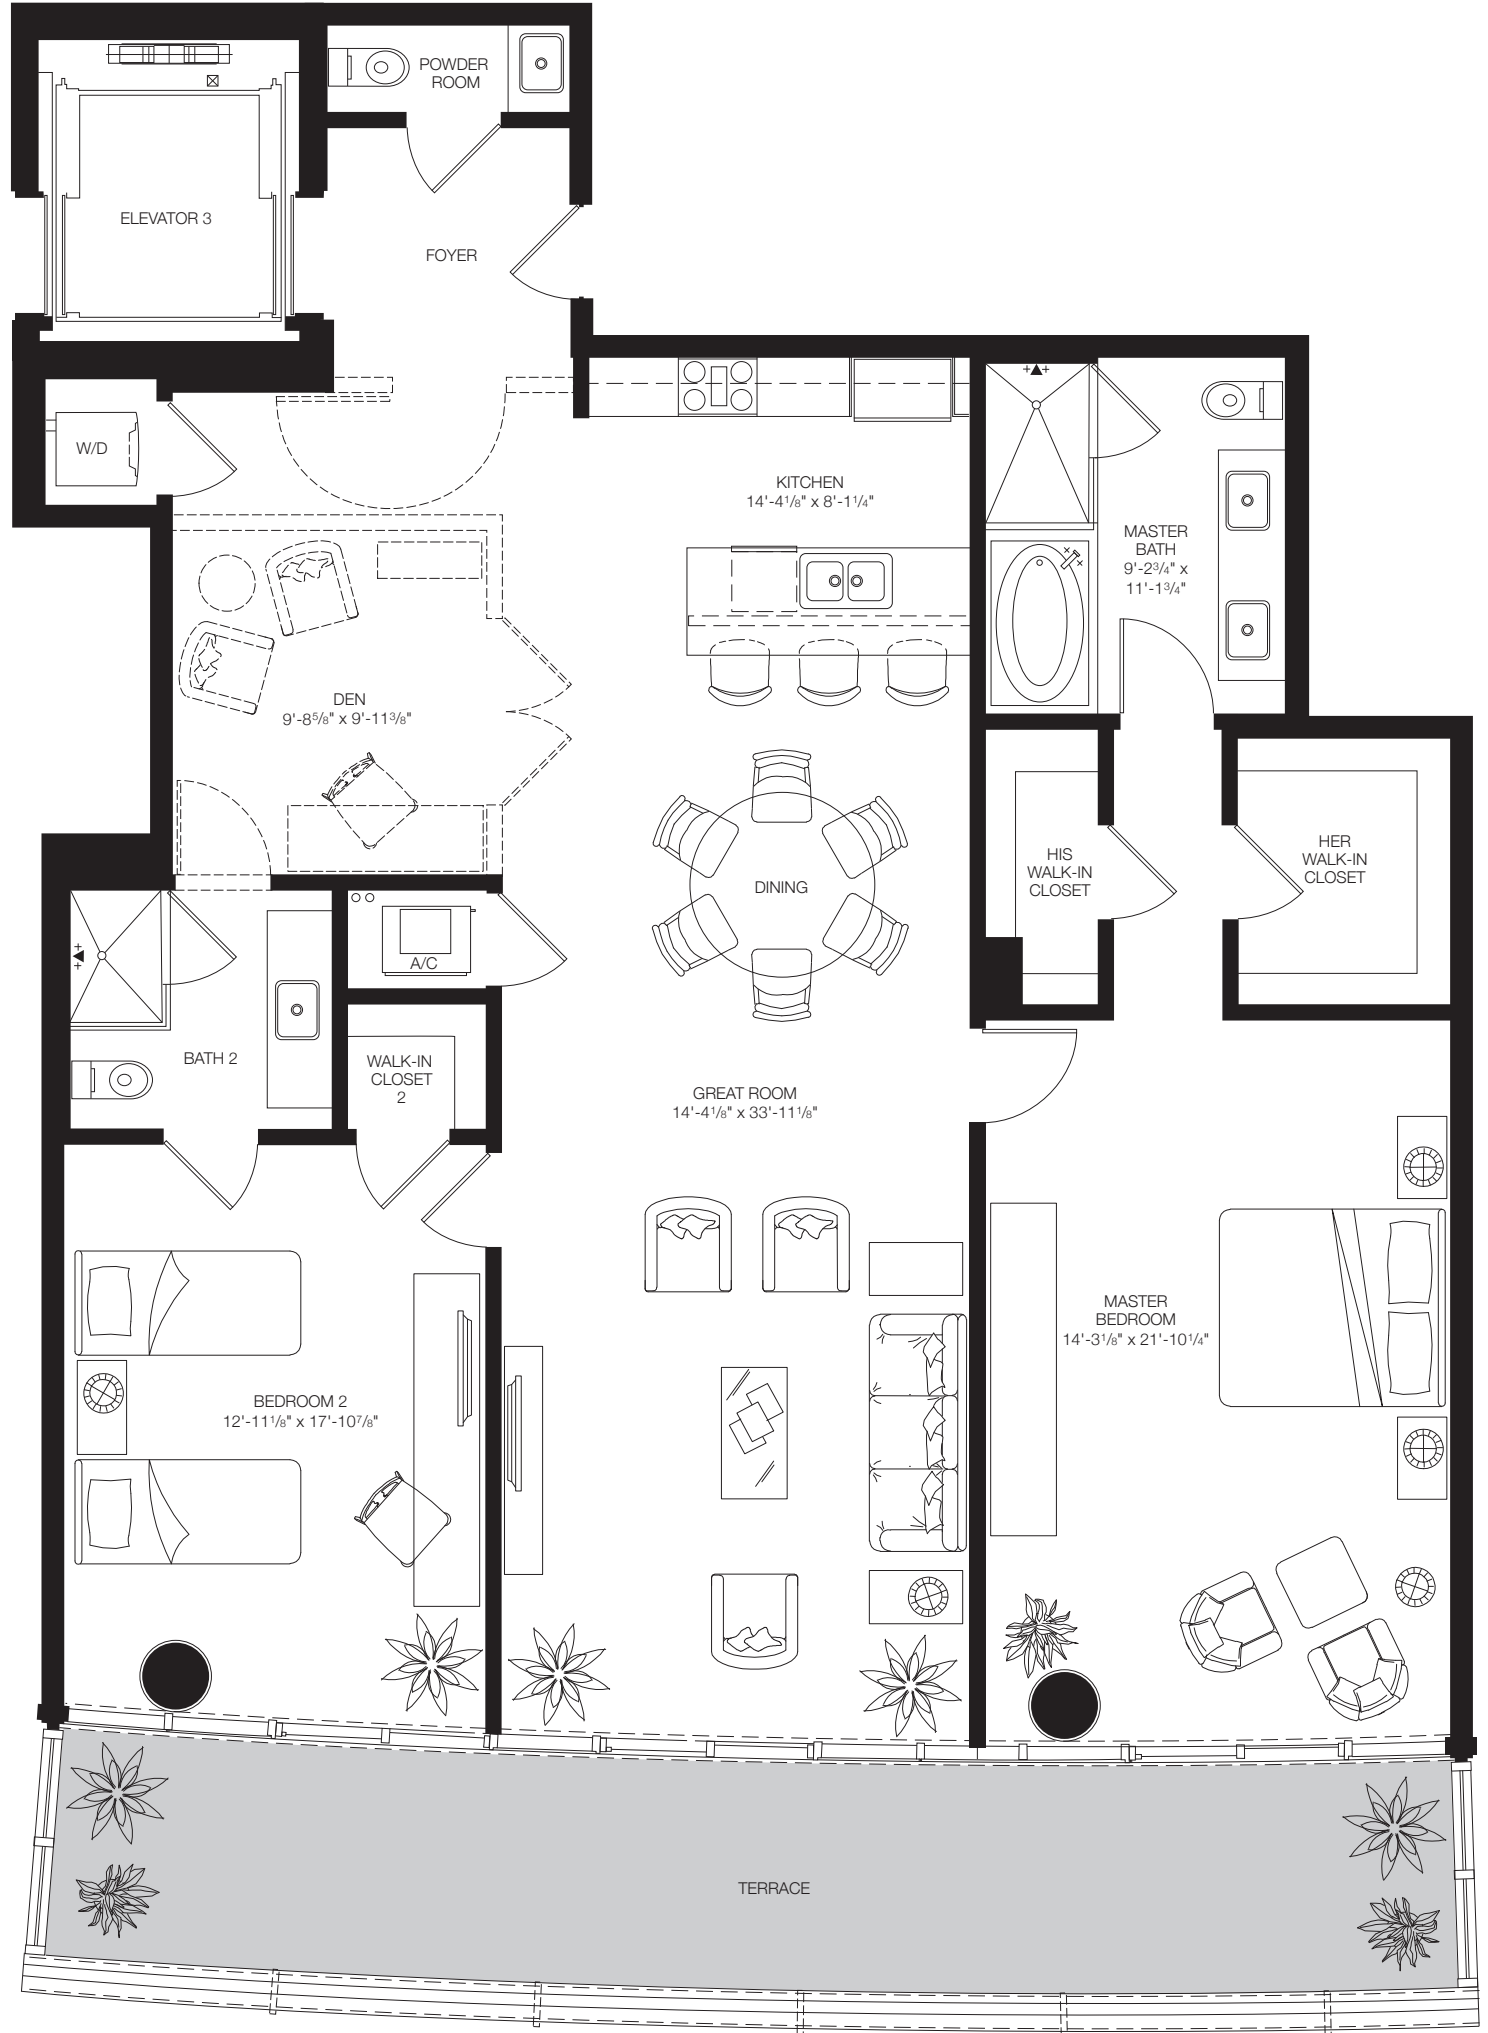 POWDER
ROOM
ELEVATOR 3
FOYER
W/D
KITCHEN
14'-4 1/8" x 8'-1 1/4"
MASTER
BATH
9'-2 3/4" x
11'-1 3/4"
DEN
9'-8 5/8" x 9'-11 3/8"
HIS
WALK-IN
CLOSET
HER
WALK-IN
CLOSET
DINING
A/C
BATH 2
WALK-IN
CLOSET
2
GREAT ROOM
14'-4 1/8" x 33'-11 1/8"
MASTER
BEDROOM
14'-3 1/8" x 21'-10 1/4"
BEDROOM 2
12'-11 1/8" x 17'-10 7/8"
TERRACE